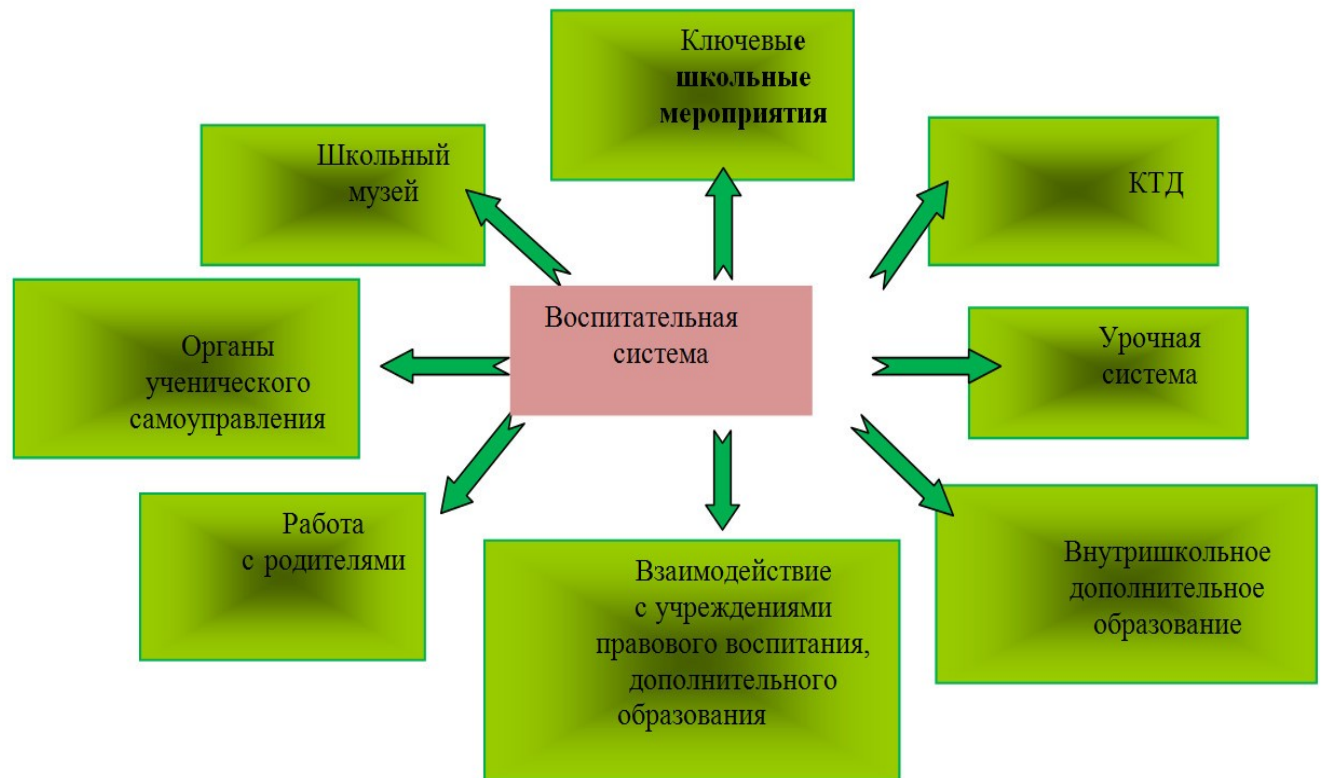 Ключевые
школьные
мероприятия
Школьный
музей
КТД
Воспитательная
система
Органы
ученического
самоуправления
Урочная
система
Работа
с родителями
Взаимодействие
с учреждениями
правового воспитания,
дополнительного
образования
Внутришкольное
дополнительное
образование